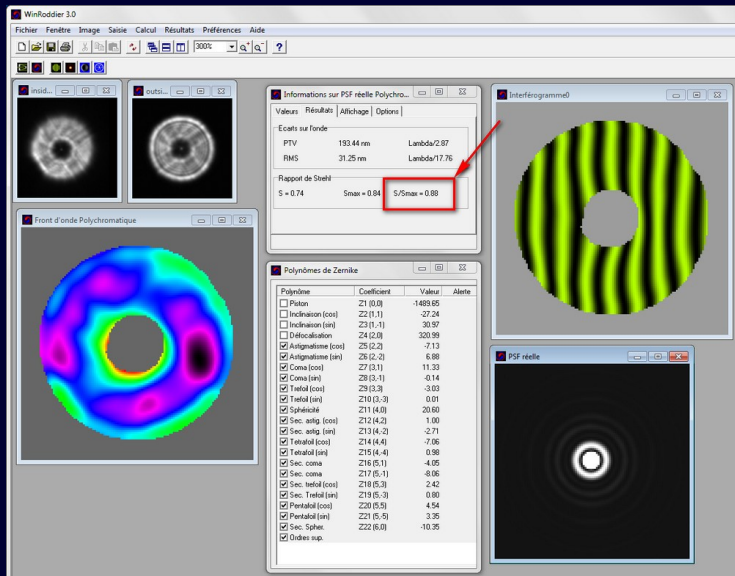 WinRoddier 3.0
Fichier Fenêtre Image Saisie Calcul Résultats Préférences Aide
300%
insid...
outsi...
Informations sur PSF réelle Polychro...
Valeurs Résultats Affichage Options
Ecarts sur l'onde
PTV 193.44 nm Lambda/2.87
RMS 31.25 nm Lambda/17.76
Rapport de Strehl
S = 0.74 Smax = 0.84 S/Smax = 0.88
Interférogramme0
Front d'onde Polychromatique
Polynômes de Zernike
Polynôme Coefficient Valeur Alerte
Piston Z1 (0,0) -1489.65
Inclinaison (cos) Z2 (1,1) -27.24
Inclinaison (sin) Z3 (1,-1) 30.97
Défocalisation Z4 (2,0) 320.99
Astigmatisme (cos) Z5 (2,2) -7.13
Astigmatisme (sin) Z6 (2,-2) 6.88
Coma (cos) Z7 (3,1) 11.33
Coma (sin) Z8 (3,-1) -0.14
Trefoil (cos) Z9 (3,3) -3.03
Trefoil (sin) Z10 (3,-3) 0.01
Sphéricité Z11 (4,0) 20.60
Sec. astig. (cos) Z12 (4,2) 1.00
Sec. astig. (sin) Z13 (4,-2) -2.71
Tetrafoil (cos) Z14 (4,4) -7.06
Tetrafoil (sin) Z15 (4,-4) 0.98
Sec. coma Z16 (5,1) -4.05
Sec. coma Z17 (5,-1) -8.06
Sec. trefoil (cos) Z18 (5,3) 2.42
Sec. Trefoil (sin) Z19 (5,-3) 0.80
Pentafoil (cos) Z20 (5,5) 4.54
Pentafoil (sin) Z21 (5,-5) 3.35
Sec. Spher. Z22 (6,0) -10.35
Ordres sup.
PSF réelle